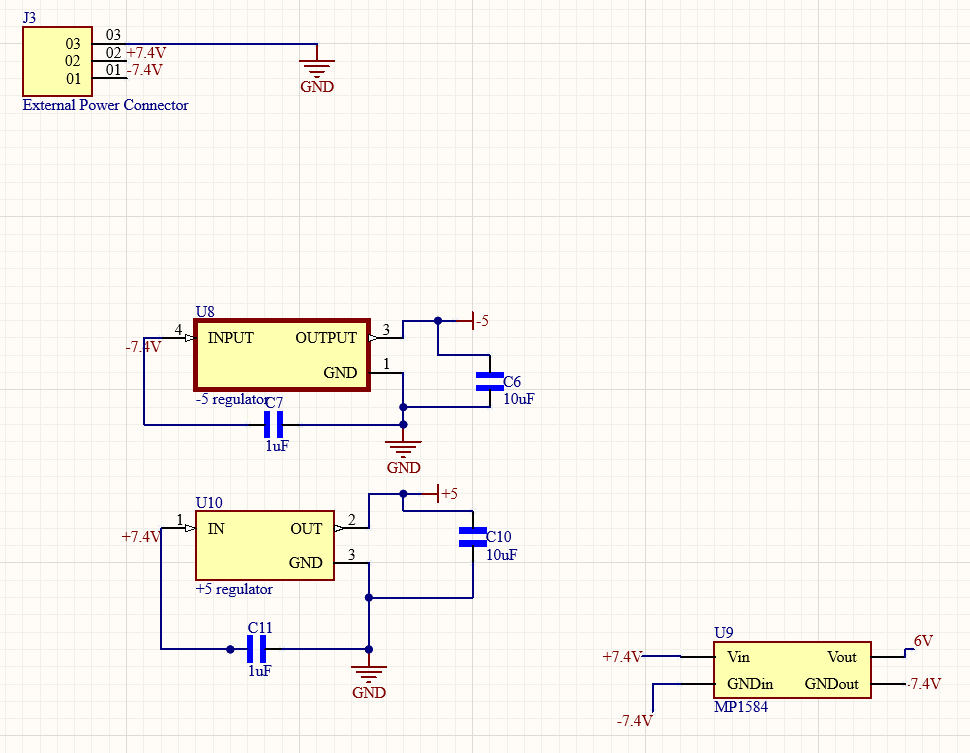 J3
03 03
02 02 +7.4V
01 01 -7.4V
External Power Connector
GND
U8
-7.4V 4 INPUT OUTPUT 3 -5
GND 1
-5 regulator
C7
1uF
C6
10uF
GND
U10
+7.4V 1 IN OUT 2 +5
GND 3
+5 regulator
C10
10uF
C11
1uF
GND
U9
+7.4V Vin Vout 6V
-7.4V GNDin GNDout -7.4V
MP1584